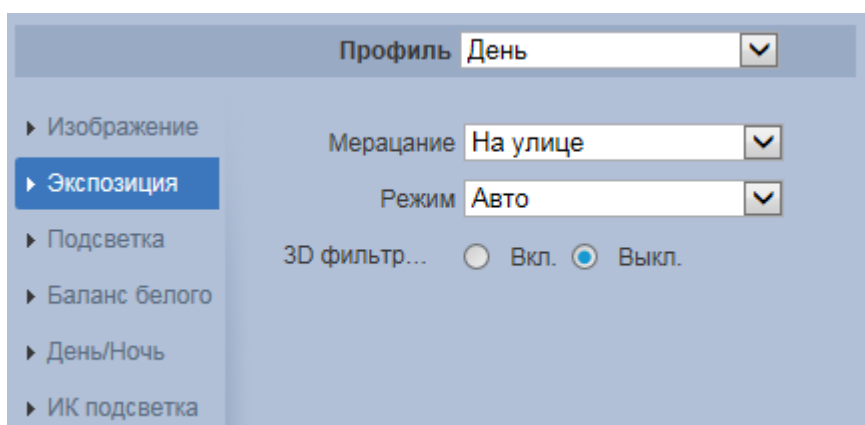 Профиль День
Изображение
Мерацание На улице
Экспозиция
Режим Авто
Подсветка
3D фильтр... Вкл. Выкл.
Баланс белого
День/Ночь
ИК подсветка